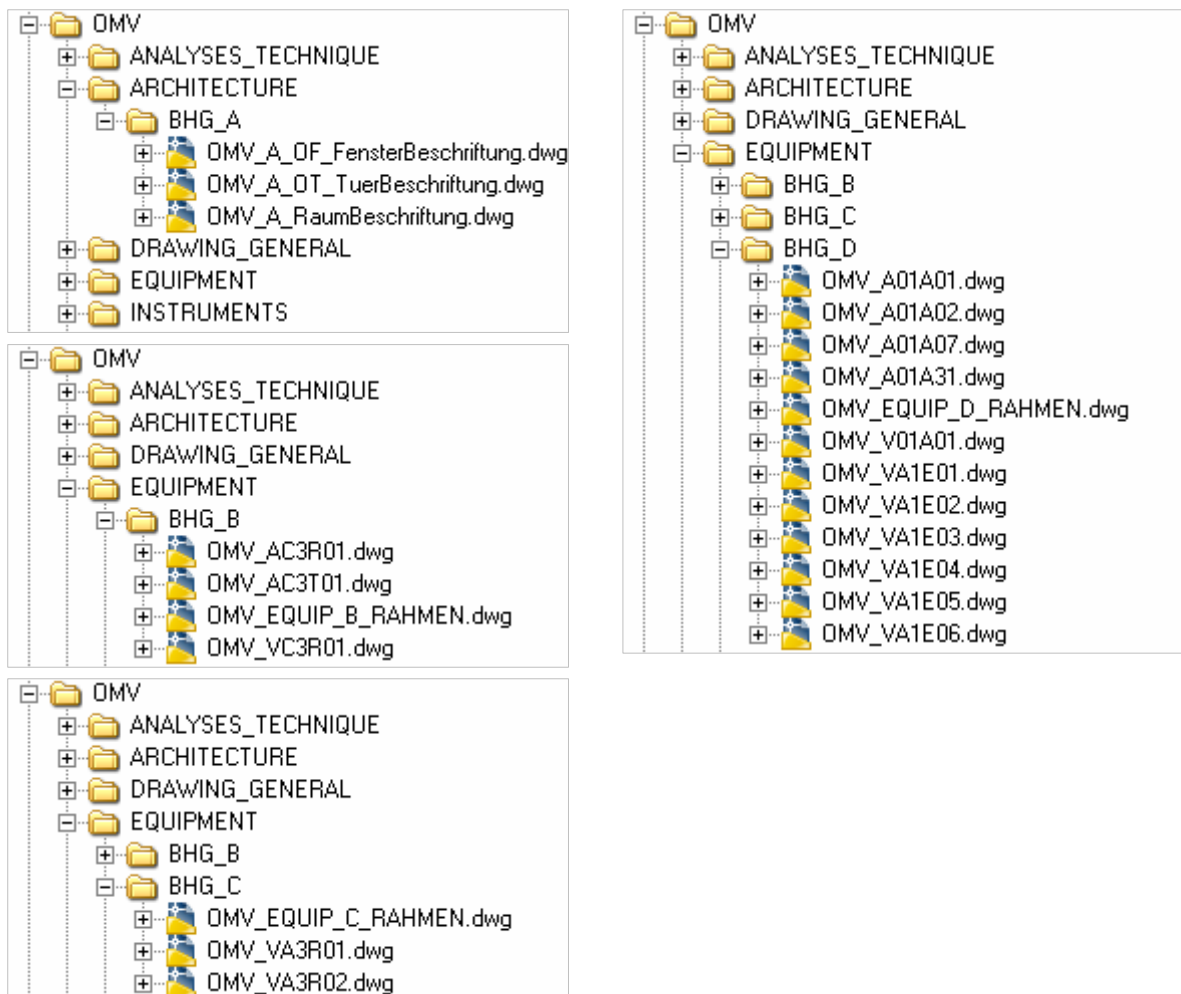 OMV
ANALYSES_TECHNIQUE
ARCHITECTURE
BHG_A
OMV_A_OF_FensterBeschriftung.dwg
OMV_A_OT_TuerBeschriftung.dwg
OMV_A_RaumBeschriftung.dwg
DRAWING_GENERAL
EQUIPMENT
INSTRUMENTS
OMV
ANALYSES_TECHNIQUE
ARCHITECTURE
DRAWING_GENERAL
EQUIPMENT
BHG_B
OMV_AC3R01.dwg
OMV_AC3T01.dwg
OMV_EQUIP_B_RAHMEN.dwg
OMV_VC3R01.dwg
OMV
ANALYSES_TECHNIQUE
ARCHITECTURE
DRAWING_GENERAL
EQUIPMENT
BHG_B
BHG_C
OMV_EQUIP_C_RAHMEN.dwg
OMV_VA3R01.dwg
OMV_VA3R02.dwg
OMV
ANALYSES_TECHNIQUE
ARCHITECTURE
DRAWING_GENERAL
EQUIPMENT
BHG_B
BHG_C
BHG_D
OMV_A01A01.dwg
OMV_A01A02.dwg
OMV_A01A07.dwg
OMV_A01A31.dwg
OMV_EQUIP_D_RAHMEN.dwg
OMV_V01A01.dwg
OMV_VA1E01.dwg
OMV_VA1E02.dwg
OMV_VA1E03.dwg
OMV_VA1E04.dwg
OMV_VA1E05.dwg
OMV_VA1E06.dwg